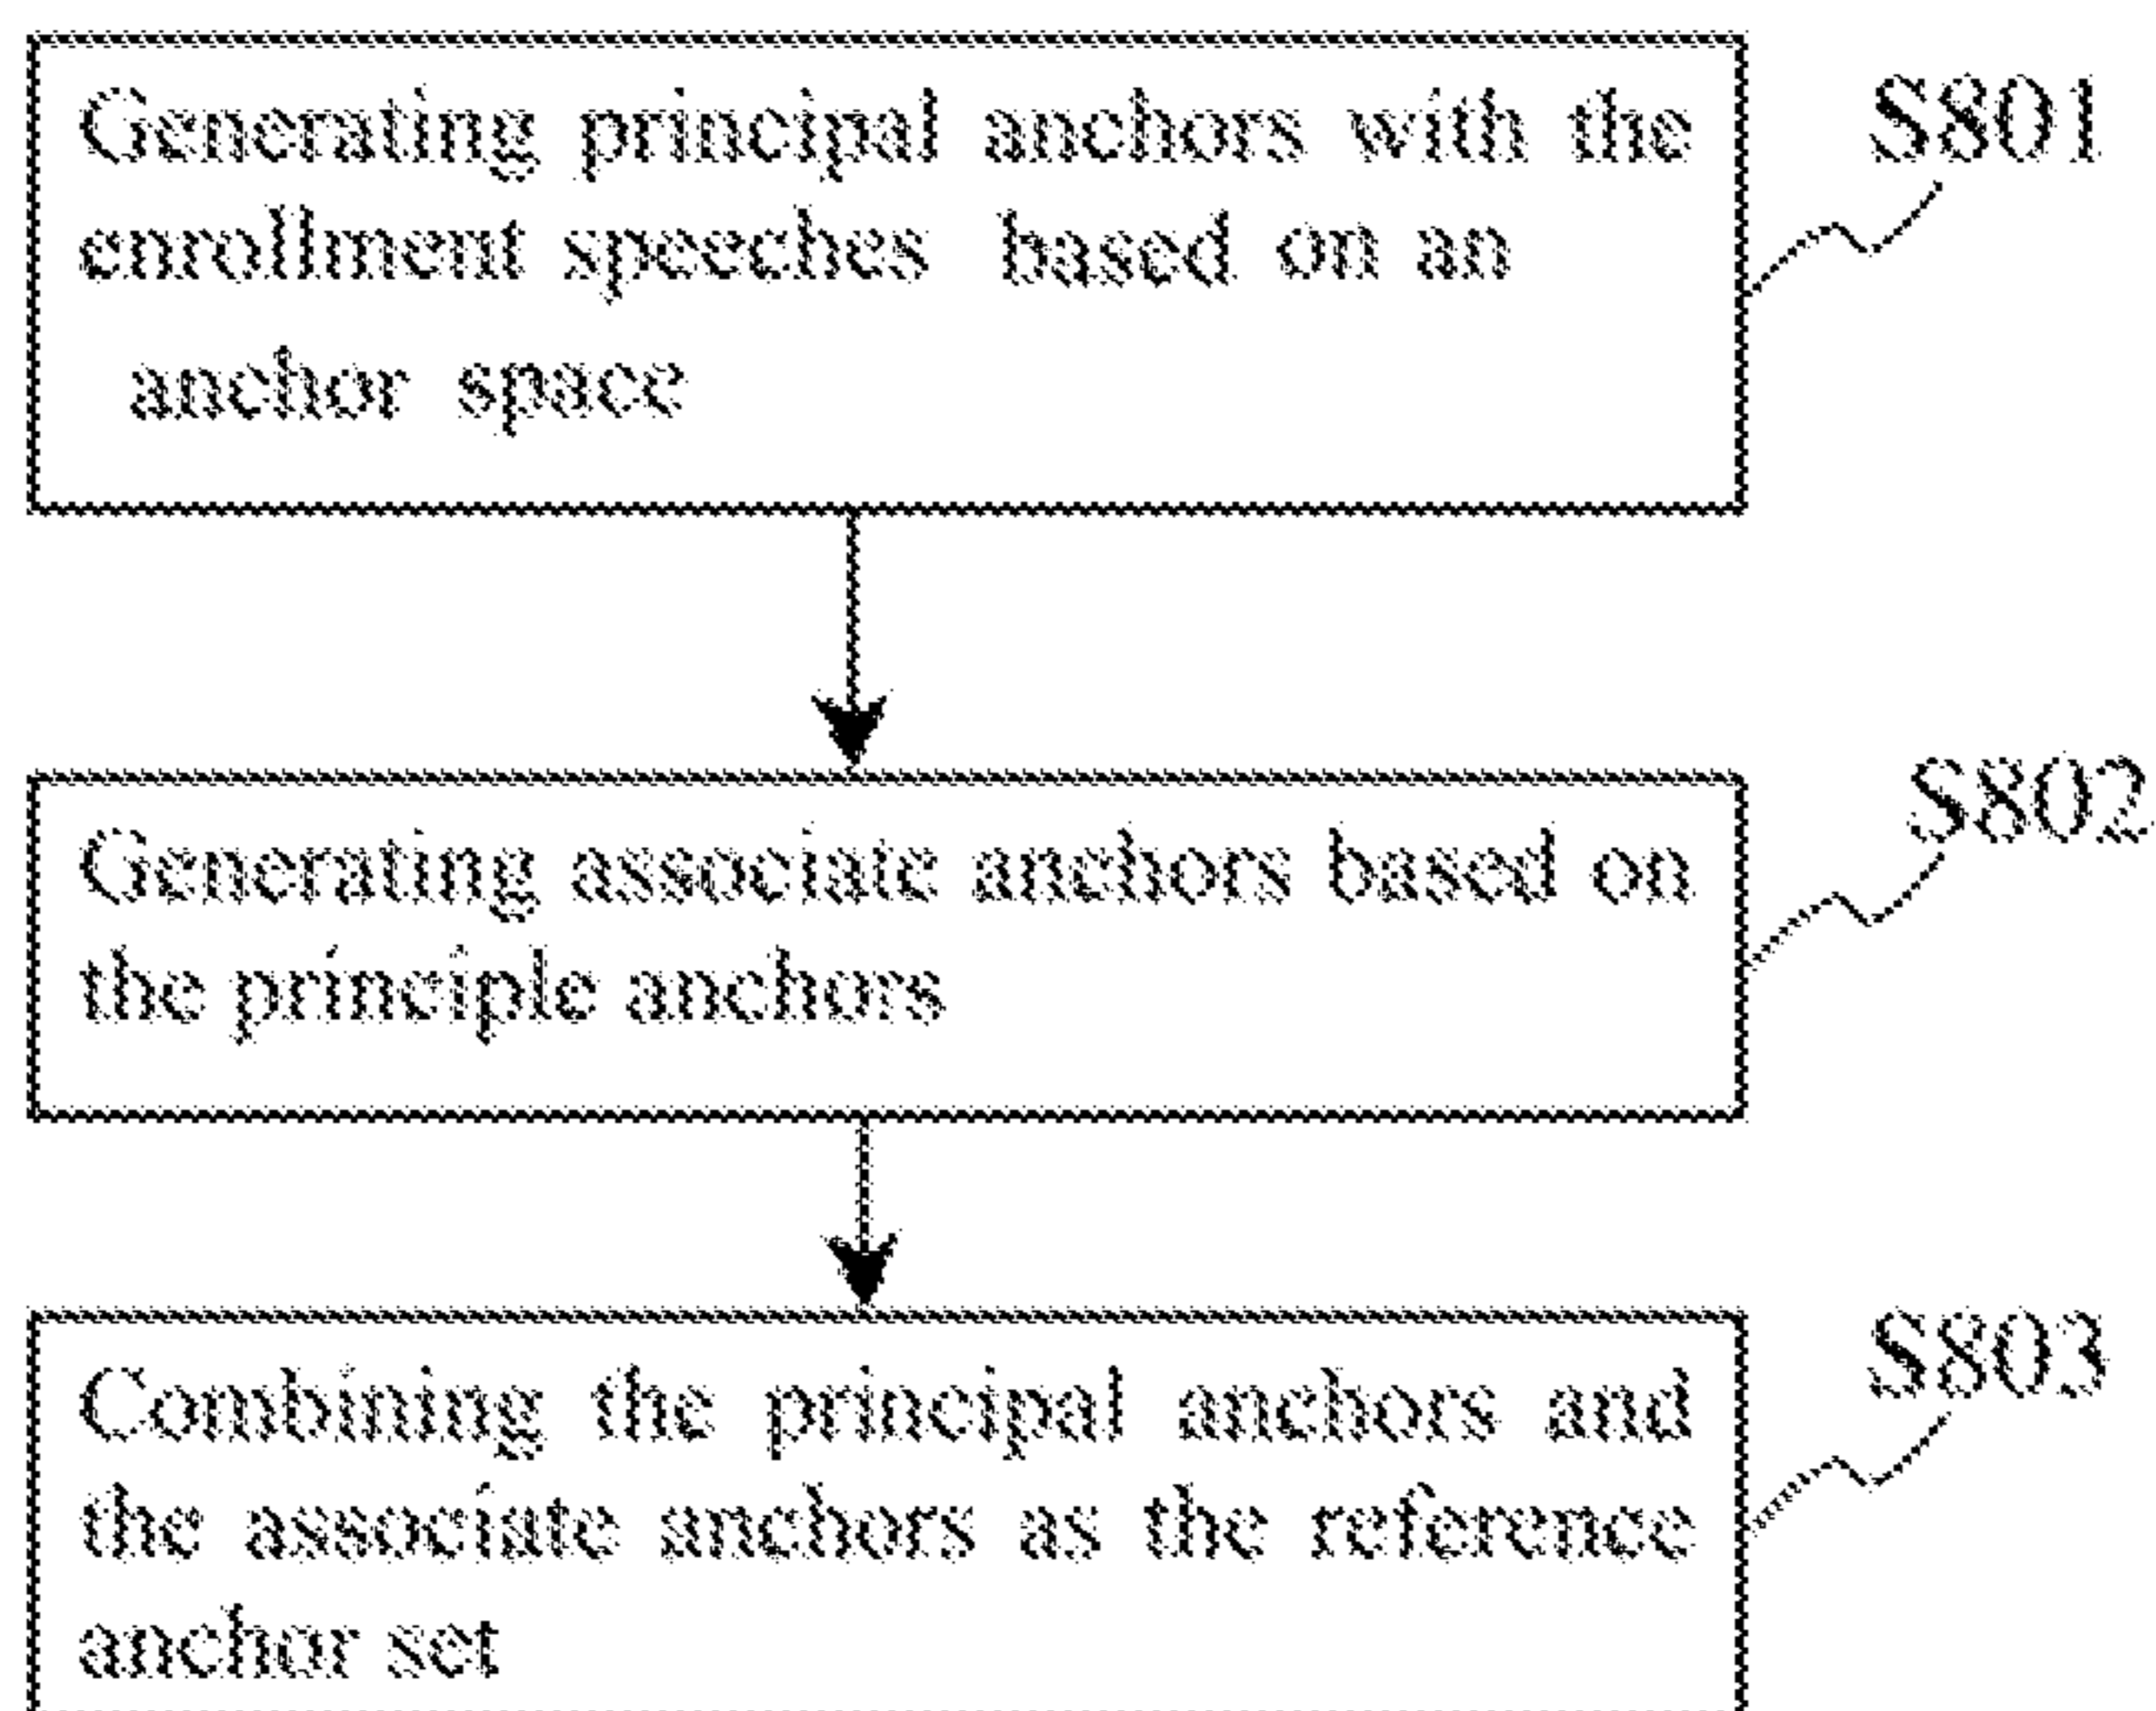 Generating principal anchors with the
S801
enrollment speeches based on an
anchor space
S802
Generating associate anchors based on
the principle anchors
S803
Combining the principal anchors and
the associate anchors as the reference
anchor set